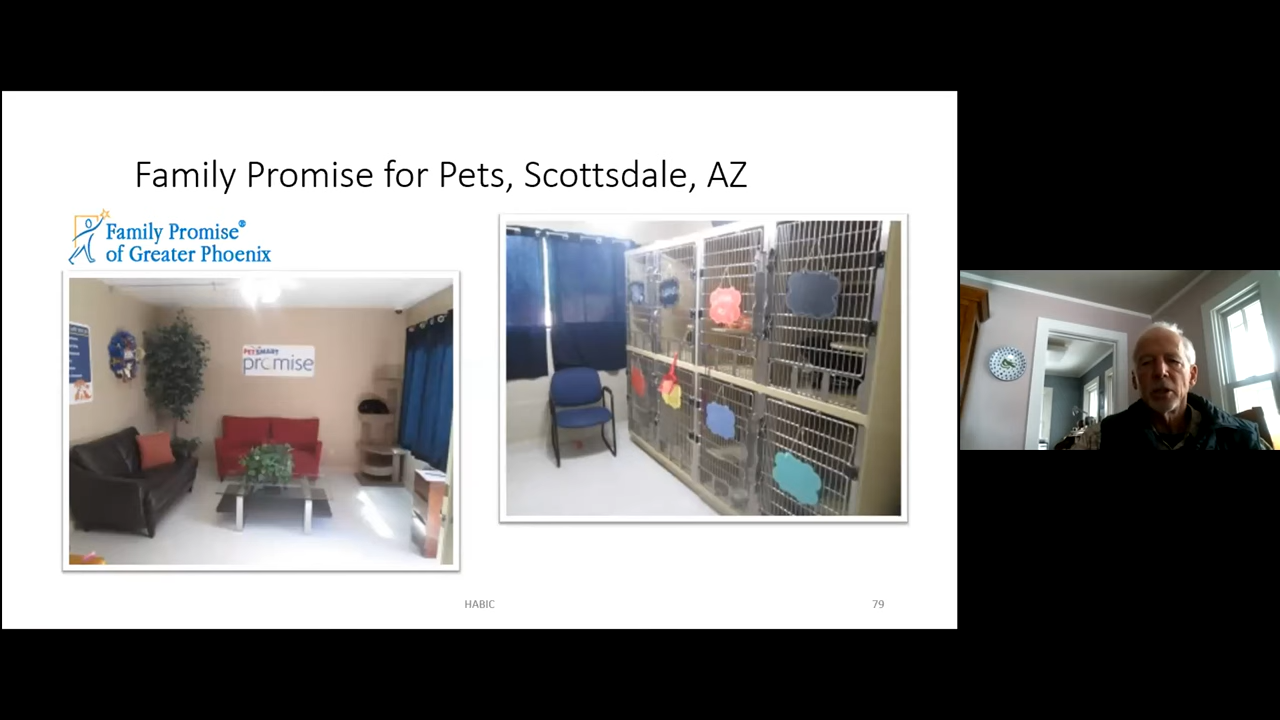 Family Promise for Pets, Scottsdale, AZ
Family Promise®
of Greater Phoenix
PETSMART
promise
HABIC
79